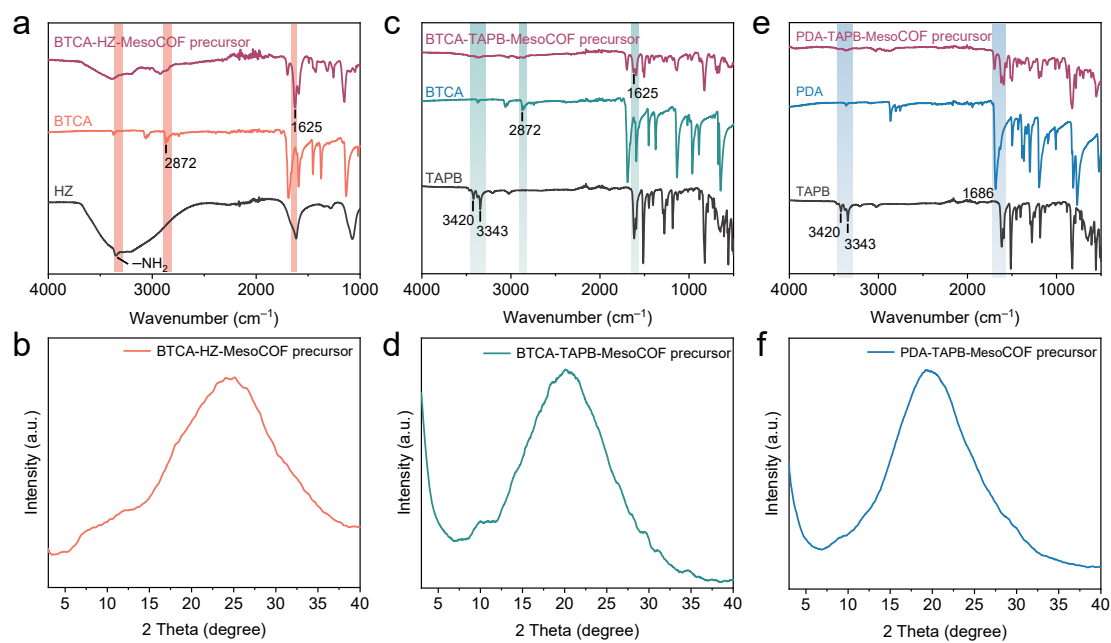 a
BTCA-HZ-MesoCOF precursor
BTCA
1625
2872
HZ
–NH₂
4000 3000 2000 1000
Wavenumber (cm⁻¹)
c
BTCA-TAPB-MesoCOF precursor
1625
BTCA
2872
TAPB
3420
3343
4000 3000 2000 1000
Wavenumber (cm⁻¹)
e
PDA-TAPB-MesoCOF precursor
PDA
1686
TAPB
3420
3343
4000 3000 2000 1000
Wavenumber (cm⁻¹)
b
BTCA-HZ-MesoCOF precursor
Intensity (a.u.)
5 10 15 20 25 30 35 40
2 Theta (degree)
d
BTCA-TAPB-MesoCOF precursor
Intensity (a.u.)
5 10 15 20 25 30 35 40
2 Theta (degree)
f
PDA-TAPB-MesoCOF precursor
Intensity (a.u.)
5 10 15 20 25 30 35 40
2 Theta (degree)